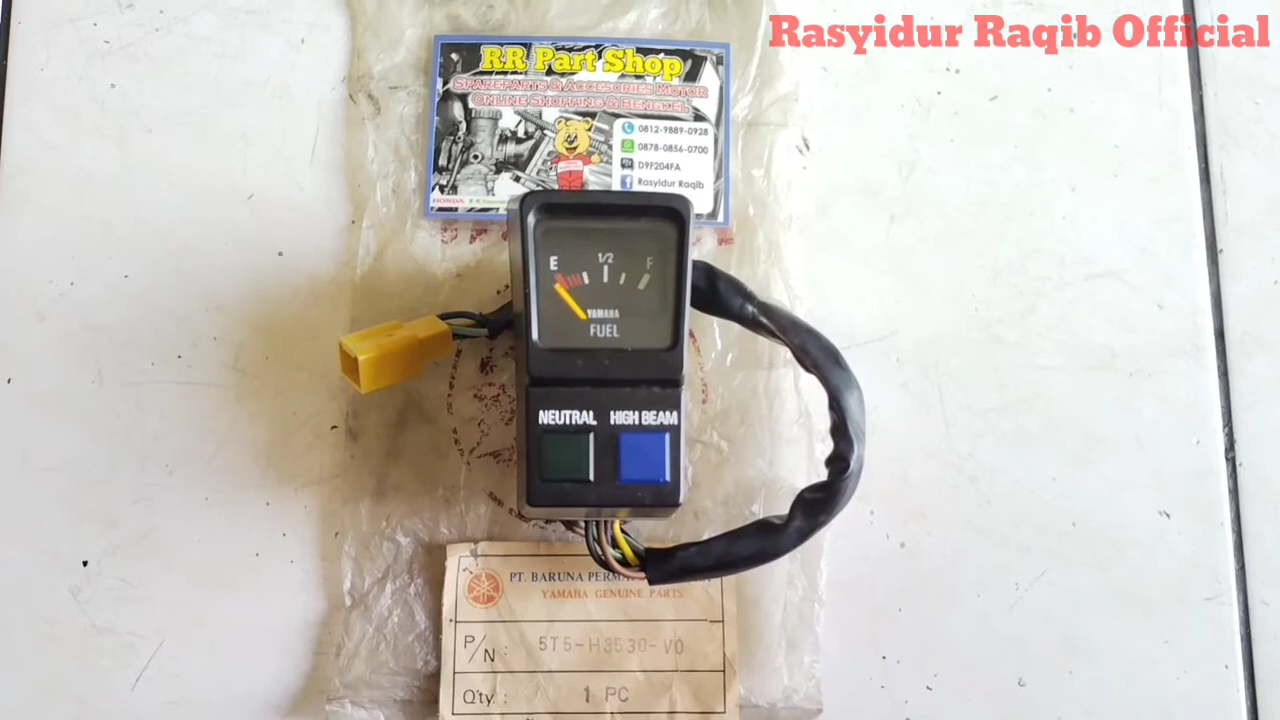 Rasyidur Raqib Official
RR Part Shop
SPAREPARTS & ACCESORIES MOTOR
ONLINE SHOPPING & BENGKEL
0812-9889-0928
0878-0856-0700
D9F204FA
Rasyidur Raqib
HONDA
E 1/2 F
YAMAHA
FUEL
NEUTRAL HIGH BEAM
PT. BARUNA
YAMAHA GENUINE PARTS
P/N : 5T5-H3530-V0
Q'ty. : 1 PC